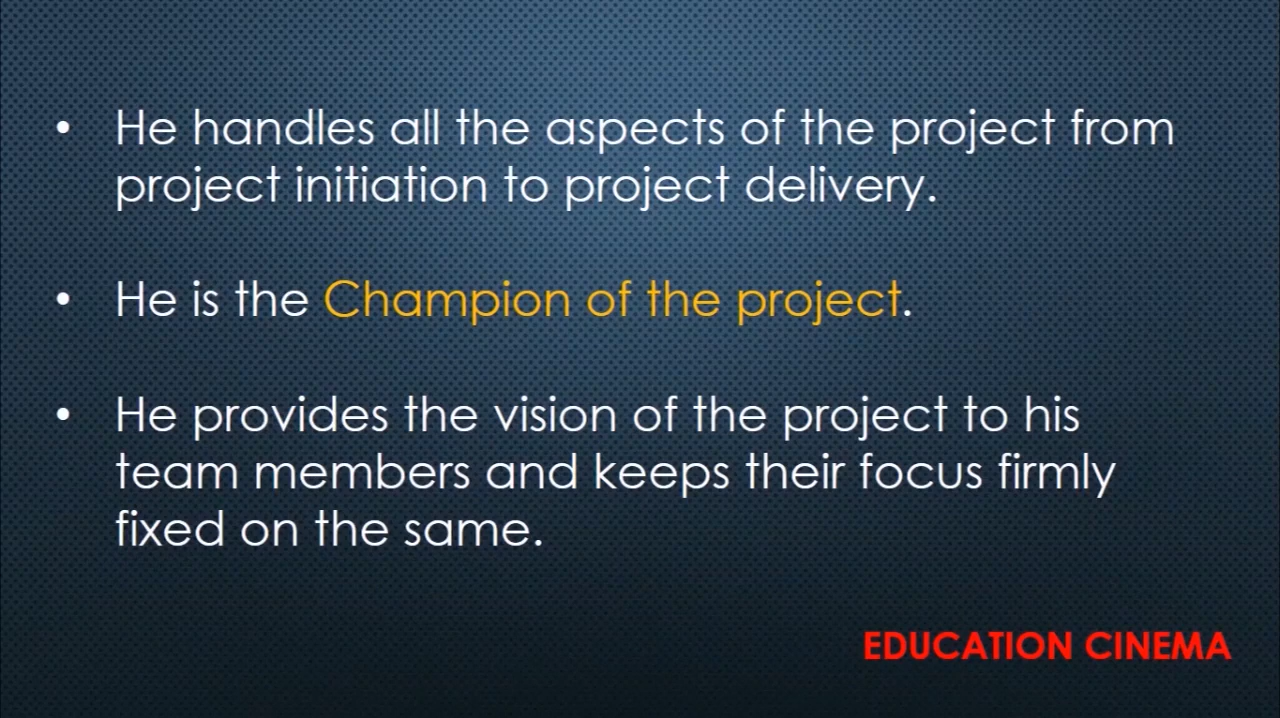 • He handles all the aspects of the project from
project initiation to project delivery.
• He is the Champion of the project.
• He provides the vision of the project to his
team members and keeps their focus firmly
fixed on the same.
EDUCATION CINEMA